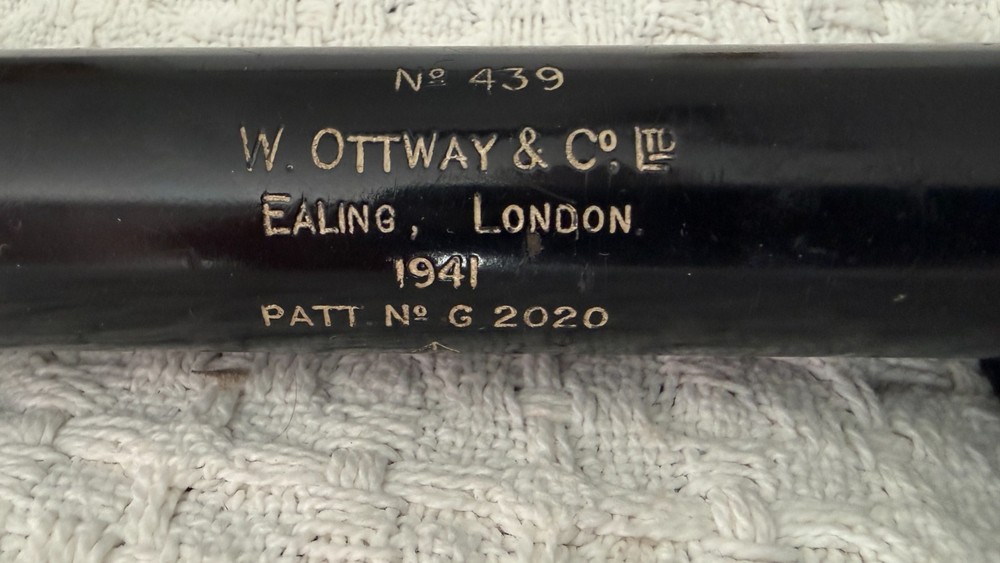 Nº 439
W. OTTWAY & Cº. LTD
EALING, LONDON.
1941
PATT Nº G 2020